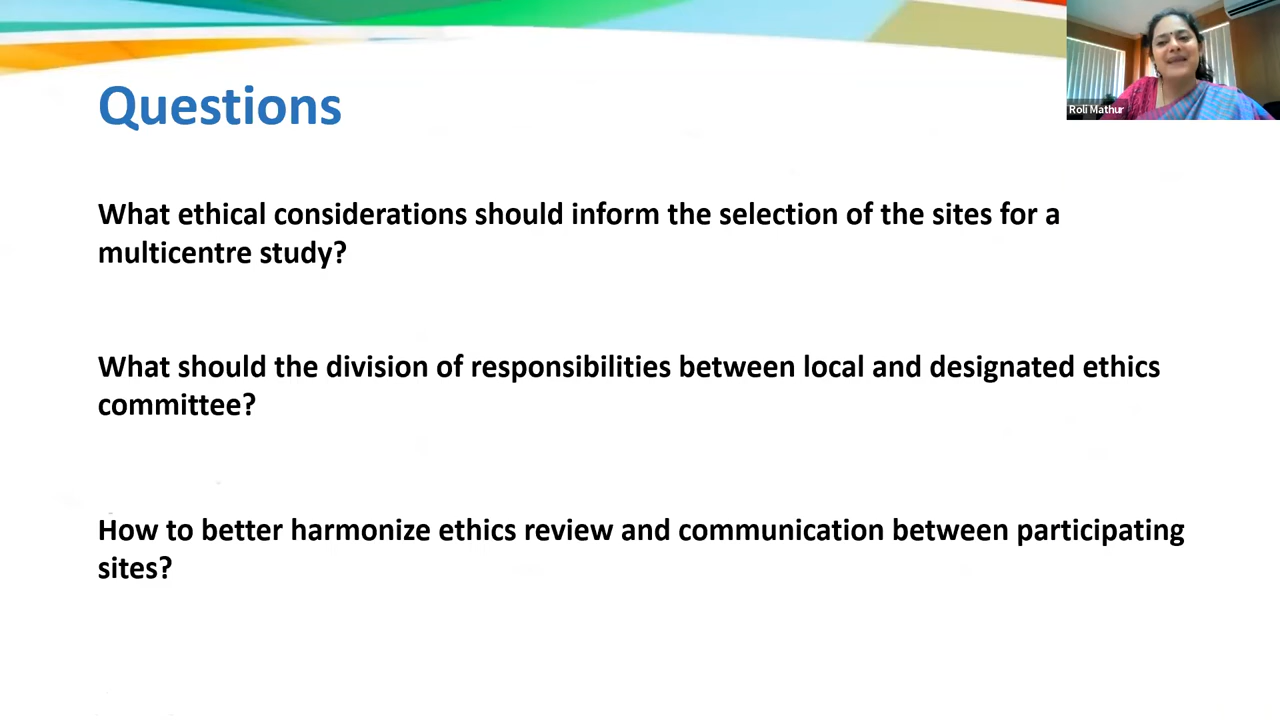 Questions
Roli Mathur
What ethical considerations should inform the selection of the sites for a
multicentre study?
What should the division of responsibilities between local and designated ethics
committee?
How to better harmonize ethics review and communication between participating
sites?